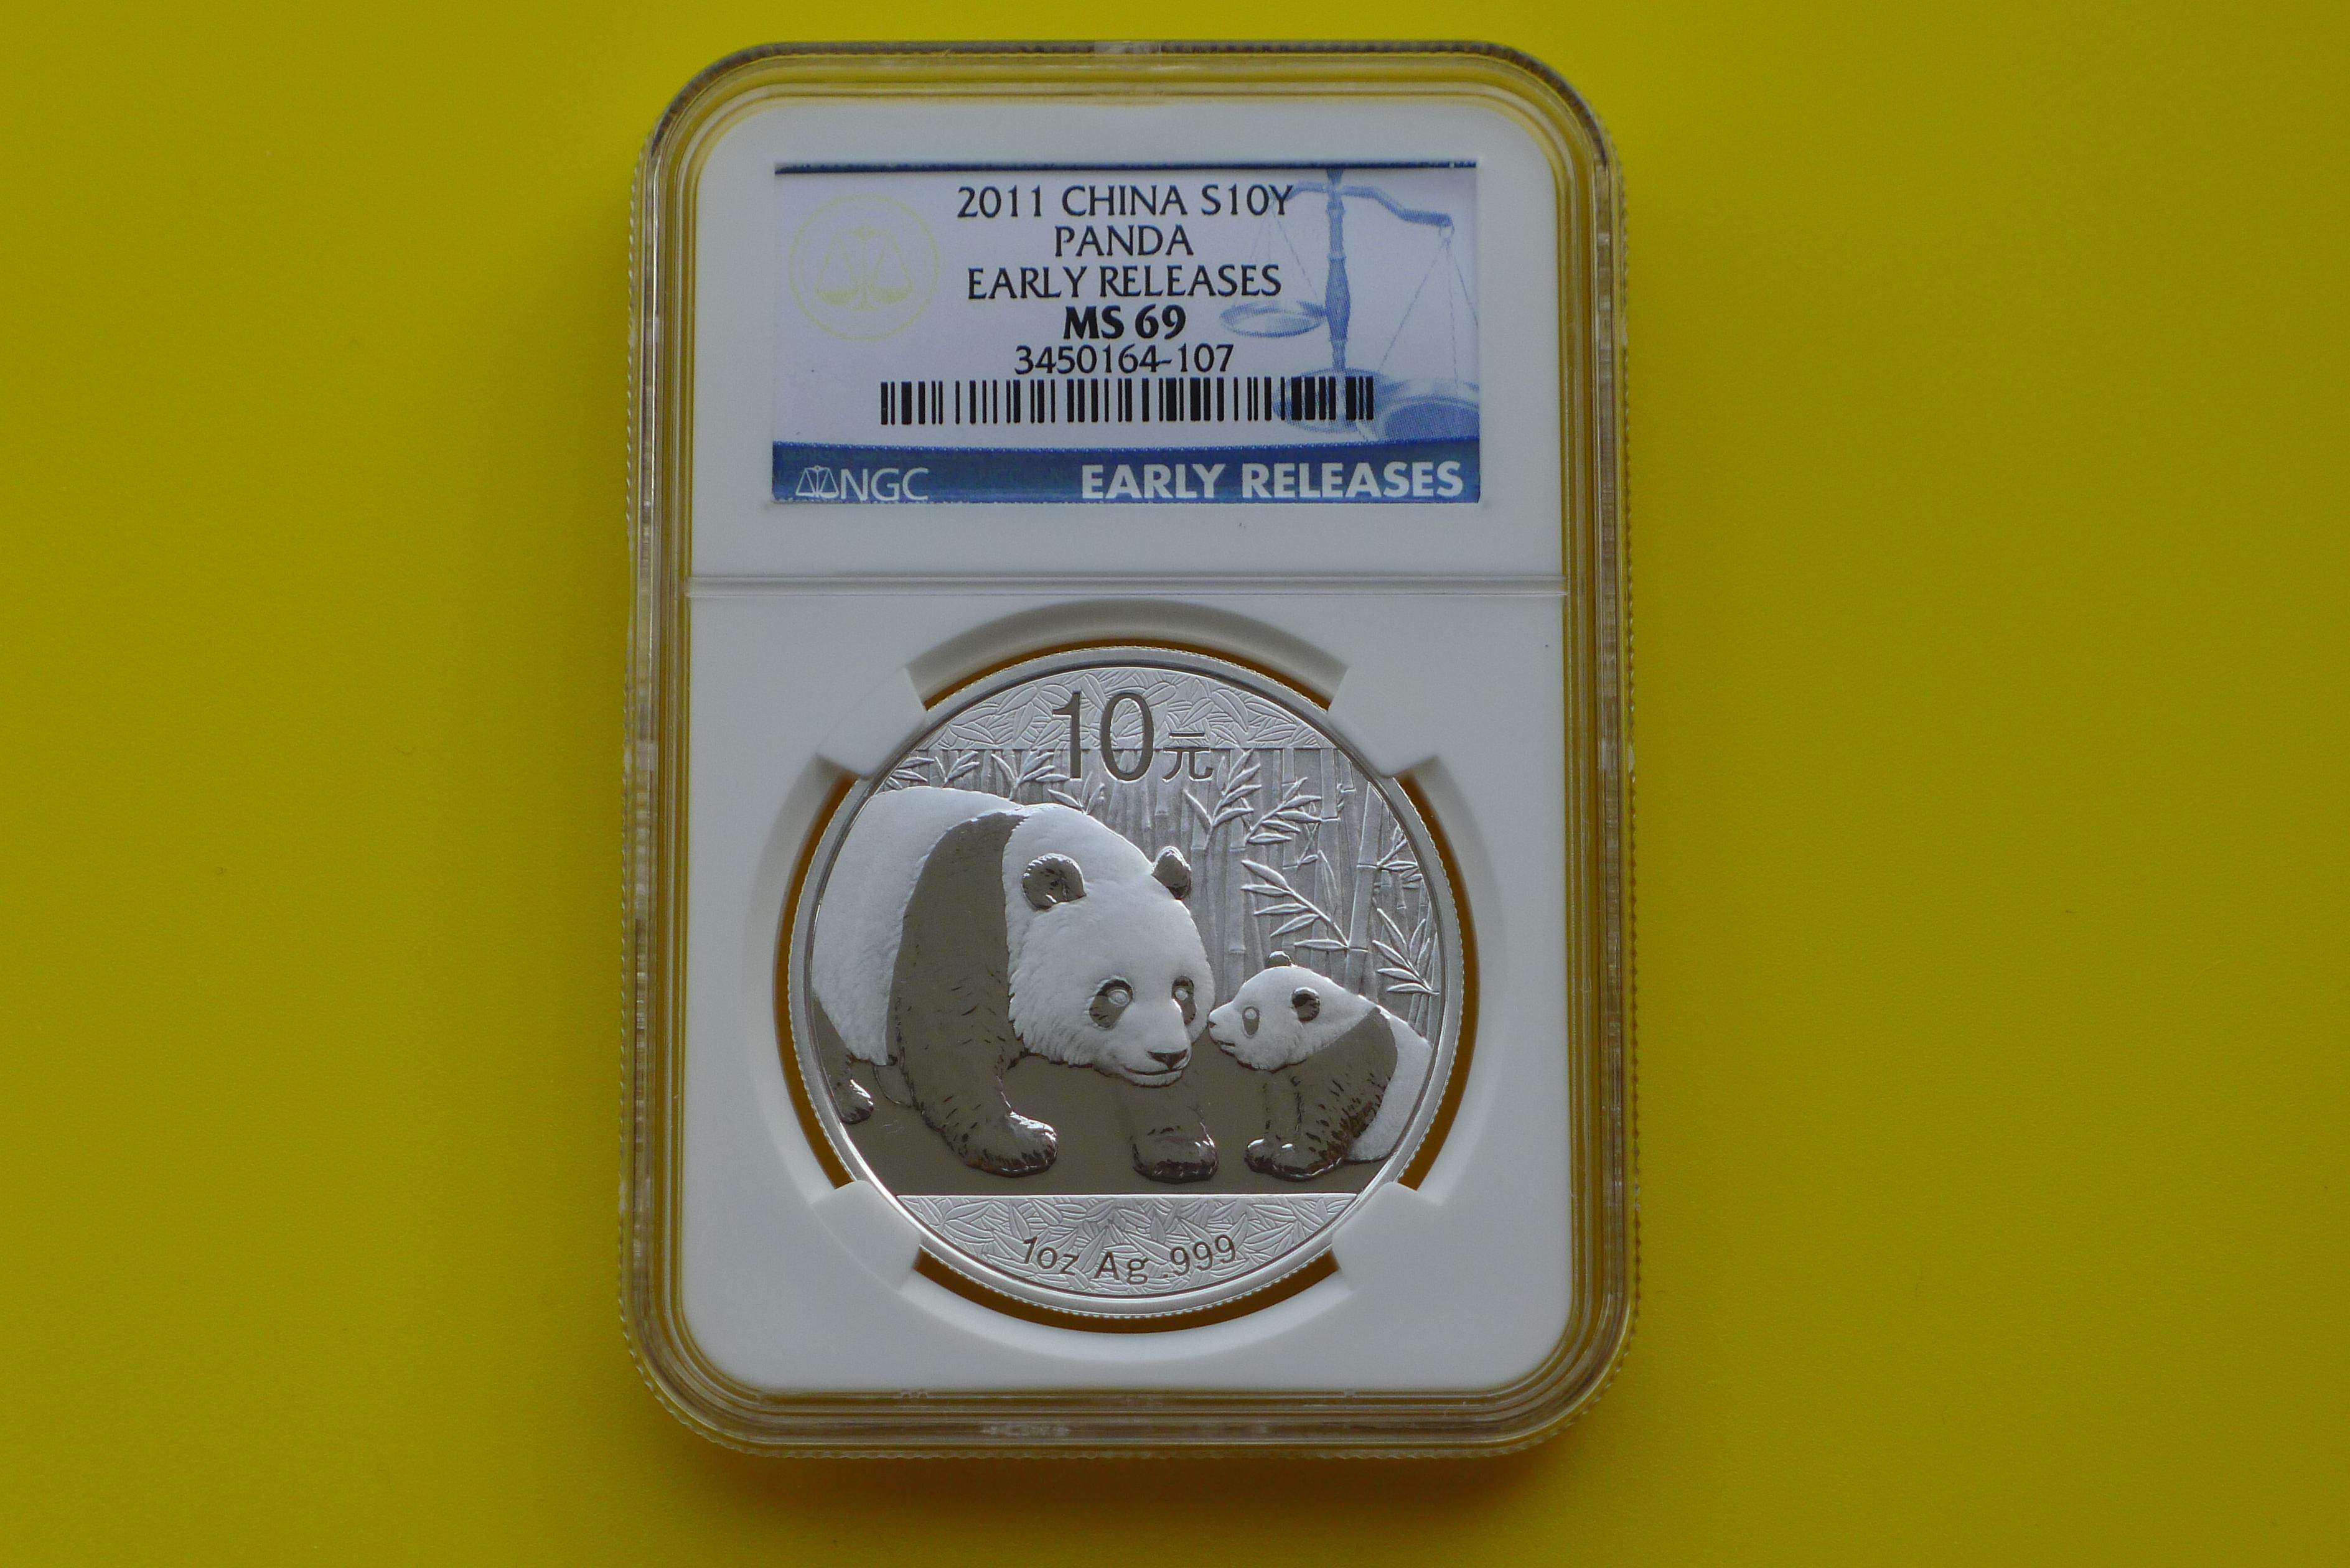 2011 CHINA S10Y
PANDA
EARLY RELEASES
MS 69
3450164-107
NGC EARLY RELEASES
10元
1oz Ag .999